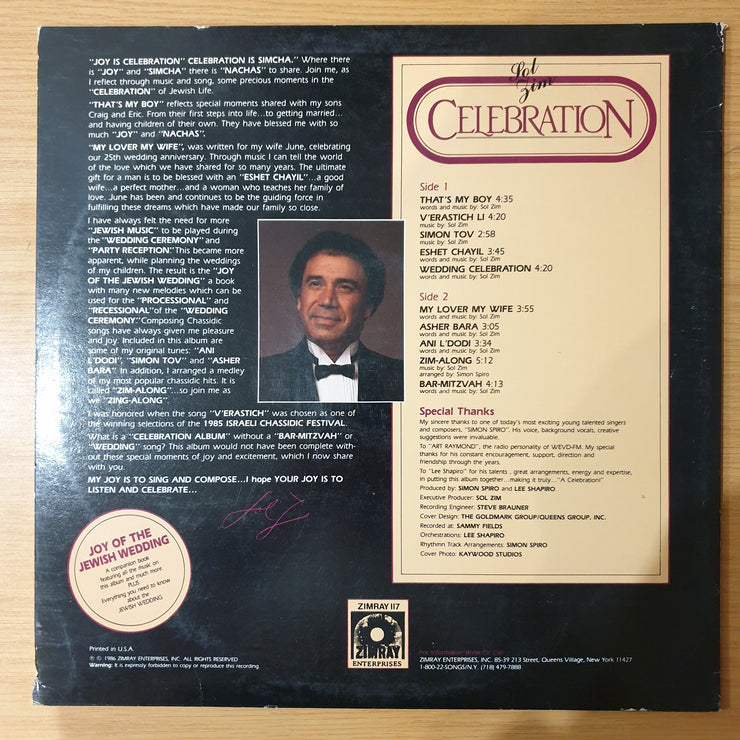 "JOY IS CELEBRATION" CELEBRATION IS SIMCHA." Where there
is "JOY" and "SIMCHA" there is "NACHAS" to share. Join me, as
I reflect through music and song, some precious moments in the
"CELEBRATION" of Jewish Life.
"THAT'S MY BOY" reflects special moments shared with my sons
Craig and Eric. From their first steps into life...to getting married...
and having children of their own. They have blessed me with so
much "JOY" and "NACHAS".
"MY LOVER MY WIFE", was written for my wife June, celebrating
our 25th wedding anniversary. Through music I can tell the world
of the love which we have shared for so many years. The ultimate
gift for a man is to be blessed with an "ESHET CHAYIL"...a good
wife...a perfect mother...and a woman who teaches her family of
love. June has been and continues to be the guiding force in
fulfilling these dreams which have made our family so close.
I have always felt the need for more
"JEWISH MUSIC" to be played during
the "WEDDING CEREMONY" and
"PARTY RECEPTION." This became more
apparent, while planning the weddings
of my children. The result is the "JOY
OF THE JEWISH WEDDING" a book
with many new melodies which can be
used for the "PROCESSIONAL" and
"RECESSIONAL" of the "WEDDING
CEREMONY." Composing Chassidic
songs have always given me pleasure
and joy. Included in this album are
some of my original tunes: "ANI
L'DODI", "SIMON TOV" and "ASHER
BARA." In addition, I arranged a medley
of my most popular chassidic hits. It is
called "ZIM-ALONG"...so join me as
we "ZING-ALONG".
I was honored when the song "V'ERASTICH" was chosen as one of
the winning selections of the 1985 ISRAELI CHASSIDIC FESTIVAL.
What is a "CELEBRATION ALBUM" without a "BAR-MITZVAH" or
"WEDDING" song? This album would not have been complete with-
out these special moments of joy and excitement, which I now share
with you.
MY JOY IS TO SING AND COMPOSE...I hope YOUR JOY IS TO
LISTEN AND CELEBRATE...
Sol Z
JOY OF THE
JEWISH WEDDING
A companion book
featuring all the music on
this album and much more.
PLUS
Everything you need to know
about the
JEWISH WEDDING
Printed in U.S.A.
℗ © 1986 ZIMRAY ENTERPRISES, INC. ALL RIGHTS RESERVED
Warning: It is expressly forbidden to copy or reproduce this recording.
Sol
Zim
CELEBRATION
Side 1
THAT'S MY BOY 4:35
words and music by: Sol Zim
V'ERASTICH LI 4:20
music by: Sol Zim
SIMON TOV 2:58
music by: Sol Zim
ESHET CHAYIL 3:45
words and music by: Sol Zim
WEDDING CELEBRATION 4:20
words and music by: Sol Zim
Side 2
MY LOVER MY WIFE 3:55
words and music by: Sol Zim
ASHER BARA 3:05
words and music by: Sol Zim
ANI L'DODI 3:34
words and music by: Sol Zim
ZIM-ALONG 5:12
music by: Sol Zim
arranged by: Simon Spiro
BAR-MITZVAH 4:13
words and music by: Sol Zim
Special Thanks
My sincere thanks to one of today's most exciting young talented singers
and composers, "SIMON SPIRO". His voice, background vocals, creative
suggestions were invaluable.
To "ART RAYMOND", the radio personality of WEVD-FM. My special
thanks for his constant encouragement, support, direction and
friendship through the years.
To "Lee Shapiro" for his talents , great arrangements, energy and expertise,
in putting this album together...making it truly..."A Celebration!"
Produced by: SIMON SPIRO and LEE SHAPIRO
Executive Producer: SOL ZIM
Recording Engineer: STEVE BRAUNER
Cover Design: THE GOLDMARK GROUP/QUEENS GROUP, INC.
Recorded at: SAMMY FIELDS
Orchestrations: LEE SHAPIRO
Rhythmn Track Arrangements: SIMON SPIRO
Cover Photo: KAYWOOD STUDIOS
ZIMRAY 117
ZIMRAY
ENTERPRISES
For Information Write Or Call
ZIMRAY ENTERPRISES, INC. 85-39 213 Street, Queens Village, New York 11427
1-800-22-SONGS/N.Y. (718) 479-7888